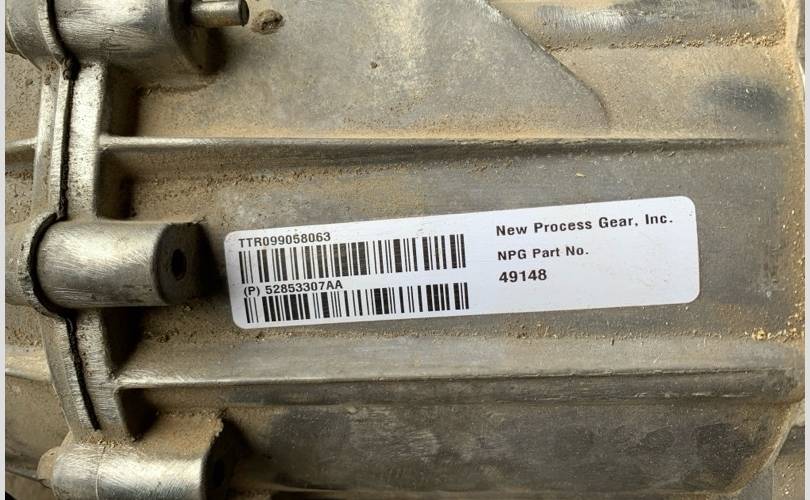 TTR099058063
(P) 52853307AA
New Process Gear, Inc.
NPG Part No.
49148